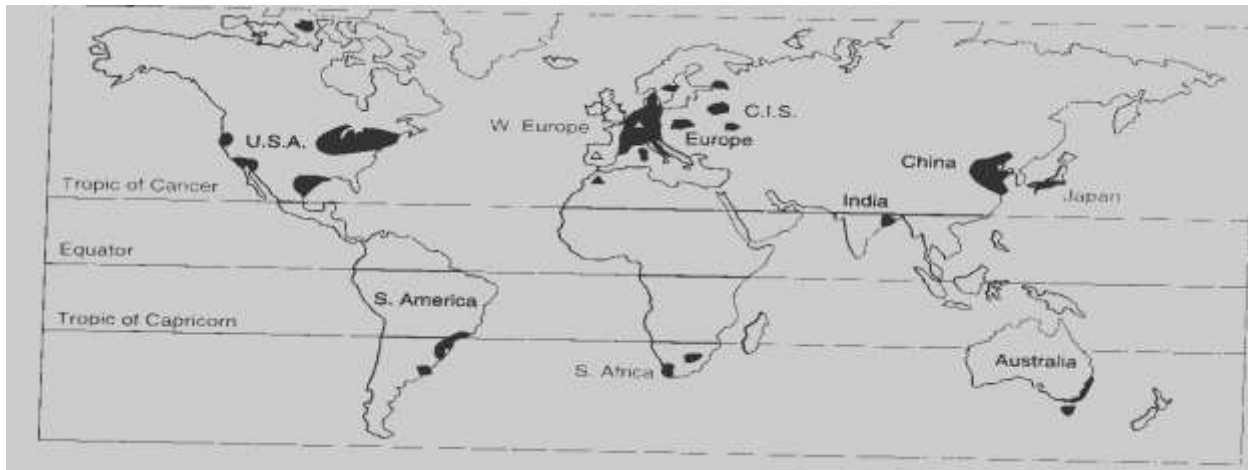 C.I.S.
W. Europe
U.S.A.
Europe
China
Tropic of Cancer
India
Japan
Equator
S. America
Tropic of Capricorn
S. Africa
Australia